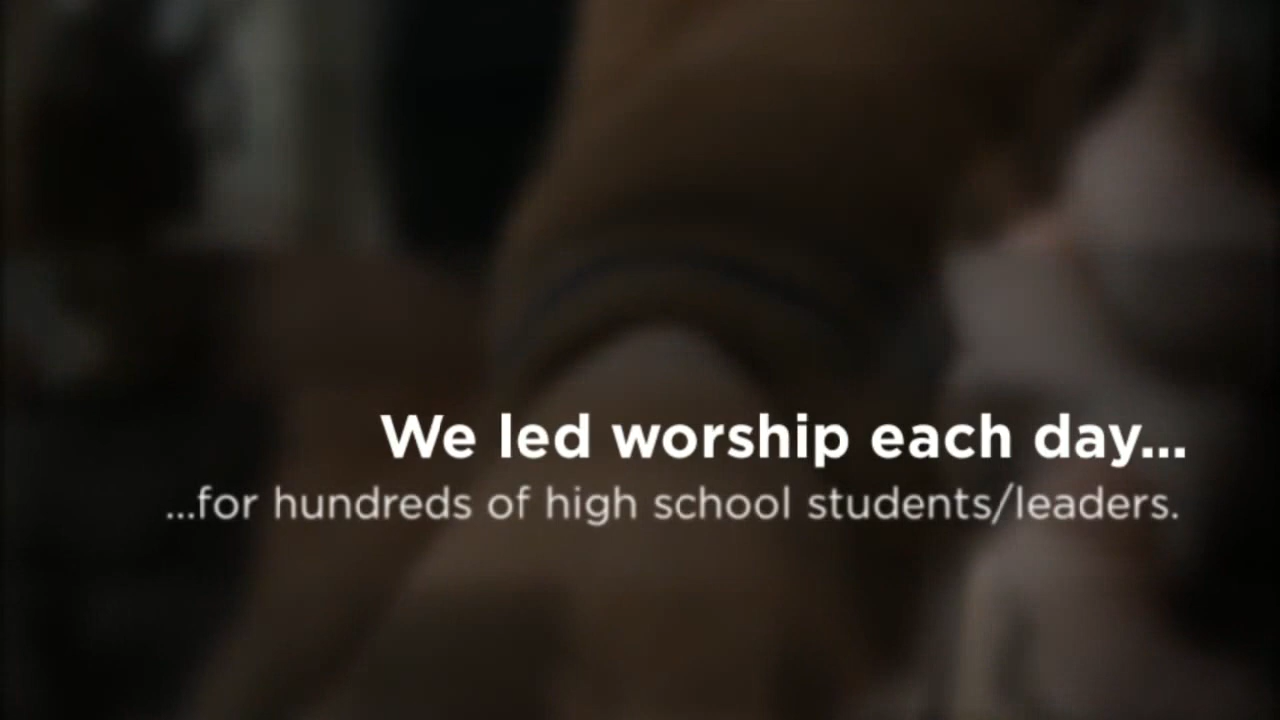 We led worship each day...
...for hundreds of high school students/leaders.